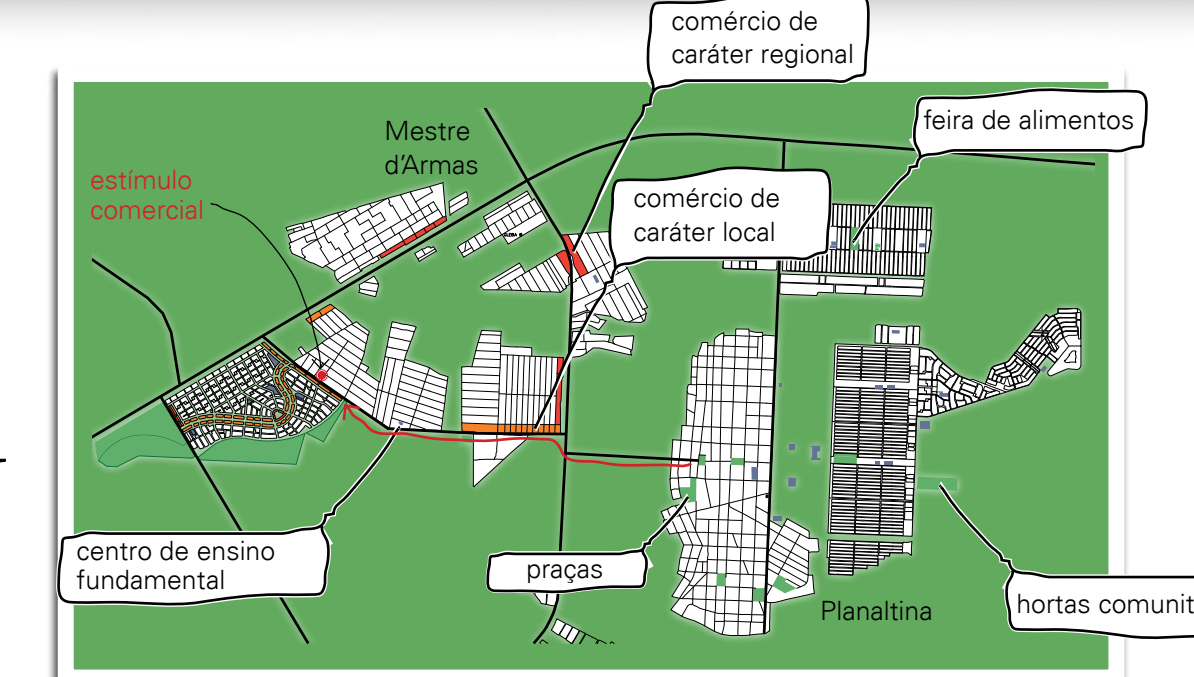 comércio de
caráter regional
feira de alimentos
Mestre
d'Armas
estímulo
comercial
comércio de
caráter local
centro de ensino
fundamental
praças
Planaltina
hortas comunit